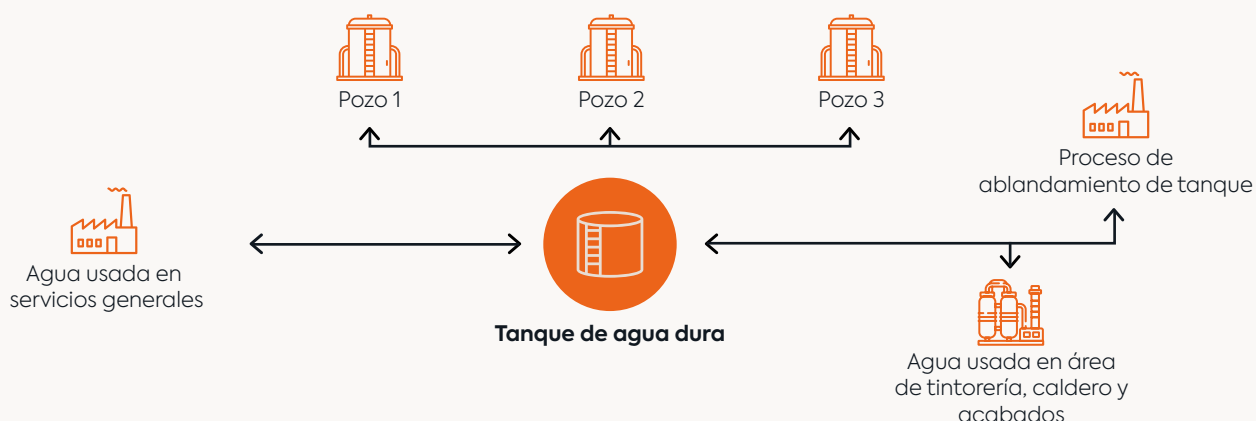 Pozo 1
Pozo 2
Pozo 3
Proceso de
ablandamiento de tanque
Agua usada en
servicios generales
Tanque de agua dura
Agua usada en área
de tintorería, caldero y
acabados